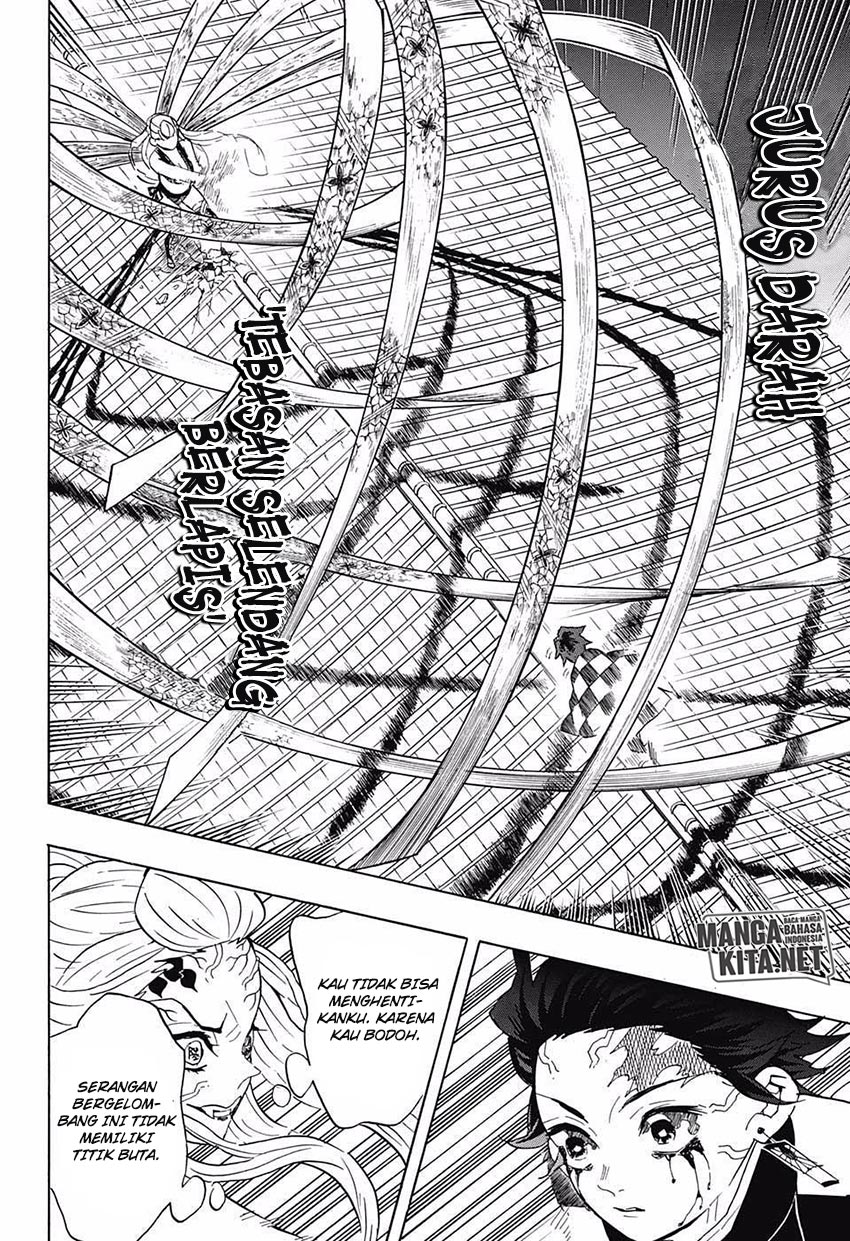 JURUS DARAH
"TEBASAN SELENDANG
BERLAPIS"
KAU TIDAK BISA
MENGHENTI-
KANKU. KARENA
KAU BODOH.
SERANGAN
BERGELOM-
BANG INI TIDAK
MEMILIKI
TITIK BUTA.
MANGA
KITA.NET
BACA MANGA
BAHASA
INDONESIA